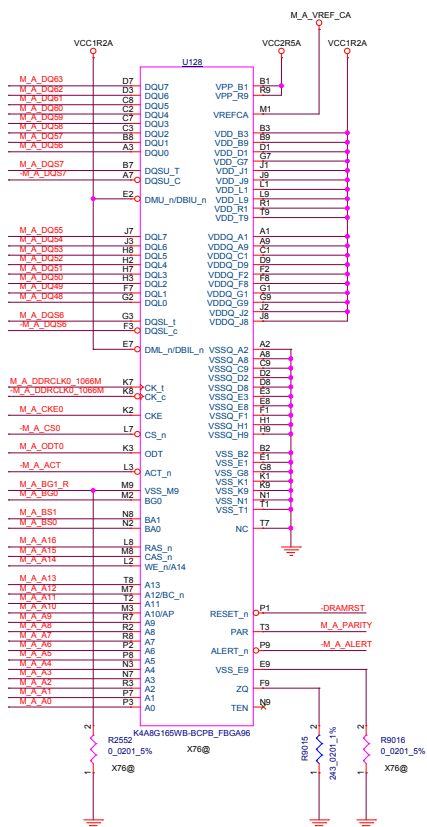 M_A_VREF_CA
VCC1R2A
VCC2R5A
VCC1R2A
U128
M_A_DQ63 D7 DQU7
M_A_DQ62 D3 DQU6
M_A_DQ61 C8 DQU5
M_A_DQ60 C2 DQU4
M_A_DQ59 C7 DQU3
M_A_DQ58 C3 DQU2
M_A_DQ57 B8 DQU1
M_A_DQ56 A3 DQU0
M_A_DQS7 B7 DQSU_T
-M_A_DQS7 A7 DQSU_C
E2 DMU_n/DBIU_n
M_A_DQ55 J7 DQL7
M_A_DQ54 J3 DQL6
M_A_DQ53 H8 DQL5
M_A_DQ52 H2 DQL4
M_A_DQ51 H7 DQL3
M_A_DQ50 H3 DQL2
M_A_DQ49 F7 DQL1
M_A_DQ48 G2 DQL0
M_A_DQS6 G3 DQSL_t
-M_A_DQS6 F3 DQSL_c
E7 DML_n/DBIL_n
M_A_DDRCLK0_1066M K7 CK_t
-M_A_DDRCLK0_1066M K8 CK_c
M_A_CKE0 K2 CKE
-M_A_CS0 L7 CS_n
M_A_ODT0 K3 ODT
-M_A_ACT L3 ACT_n
M_A_BG1_R M9 VSS_M9
M_A_BG0 M2 BG0
M_A_BS1 N8 BA1
M_A_BS0 N2 BA0
M_A_A16 L8 RAS_n
M_A_A15 M8 CAS_n
M_A_A14 L2 WE_n/A14
M_A_A13 T8 A13
M_A_A12 M7 A12/BC_n
M_A_A11 T2 A11
M_A_A10 M3 A10/AP
M_A_A9 R7 A9
M_A_A8 R2 A8
M_A_A7 R8 A7
M_A_A6 P2 A6
M_A_A5 P8 A5
M_A_A4 N3 A4
M_A_A3 N7 A3
M_A_A2 R3 A2
M_A_A1 P7 A1
M_A_A0 P3 A0
VPP_B1 B1
VPP_R9 R9
VREFCA M1
VDD_B3 B3
VDD_B9 B9
VDD_D1 D1
VDD_G7 G7
VDD_J1 J1
VDD_J9 J9
VDD_L1 L1
VDD_L9 L9
VDD_R1 R1
VDD_T9 T9
VDDQ_A1 A1
VDDQ_A9 A9
VDDQ_C1 C1
VDDQ_D9 D9
VDDQ_F2 F2
VDDQ_F8 F8
VDDQ_G1 G1
VDDQ_G9 G9
VDDQ_J2 J2
VDDQ_J8 J8
VSSQ_A2 A2
VSSQ_A8 A8
VSSQ_C9 C9
VSSQ_D2 D2
VSSQ_D8 D8
VSSQ_E3 E3
VSSQ_E8 E8
VSSQ_F1 F1
VSSQ_H1 H1
VSSQ_H9 H9
VSS_B2 B2
VSS_E1 E1
VSS_G8 G8
VSS_K1 K1
VSS_K9 K9
VSS_N1 N1
VSS_T1 T1
NC T7
RESET_n P1 -DRAMRST
PAR T3 M_A_PARITY
ALERT_n P9 -M_A_ALERT
VSS_E9 E9
ZQ F9
TEN N9
K4A8G165WB-BCPB_FBGA96
X76@
2
R2552
0_0201_5%
1
X76@
2
R9015
243_0201_1%
1
2
R9016
0_0201_5%
1
X76@